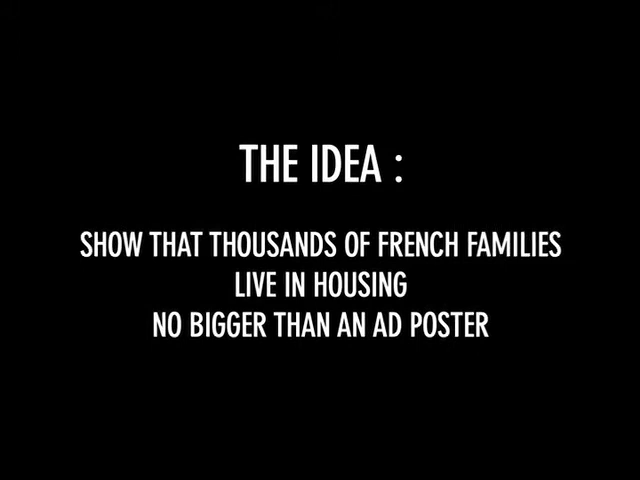 THE IDEA :
SHOW THAT THOUSANDS OF FRENCH FAMILIES
LIVE IN HOUSING
NO BIGGER THAN AN AD POSTER